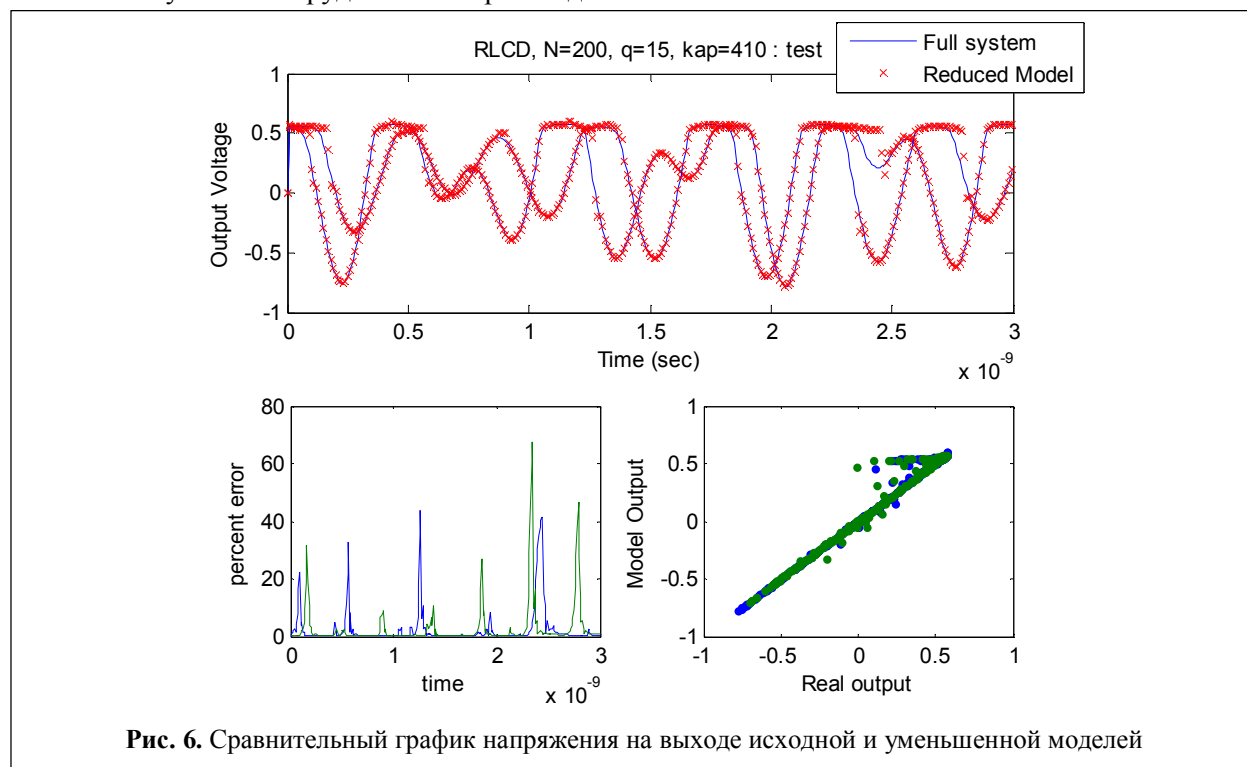 RLCD, N=200, q=15, kap=410 : test
Full system
Reduced Model
Output Voltage
1
0.5
0
-0.5
-1
0 0.5 1 1.5 2 2.5 3
Time (sec)
x 10⁻⁹
percent error
80
60
40
20
0
0 1 2 3
time
x 10⁻⁹
Model Output
1
0.5
0
-0.5
-1
-1 -0.5 0 0.5 1
Real output
Рис. 6. Сравнительный график напряжения на выходе исходной и уменьшенной моделей